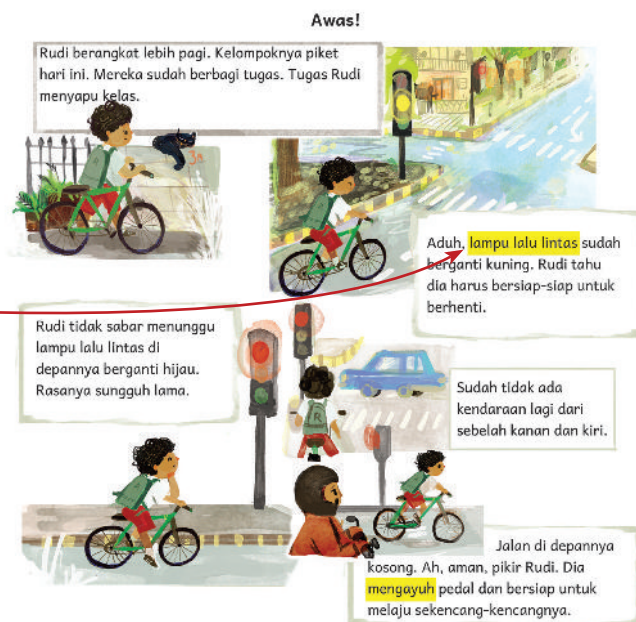 Awas!
Rudi berangkat lebih pagi. Kelompoknya piket
hari ini. Mereka sudah berbagi tugas. Tugas Rudi
menyapu kelas.
Aduh, lampu lalu lintas sudah
berganti kuning. Rudi tahu
dia harus bersiap-siap untuk
berhenti.
Rudi tidak sabar menunggu
lampu lalu lintas di
depannya berganti hijau.
Rasanya sungguh lama.
R
Sudah tidak ada
kendaraan lagi dari
sebelah kanan dan kiri.
Jalan di depannya
kosong. Ah, aman, pikir Rudi. Dia
mengayuh pedal dan bersiap untuk
melaju sekencang-kencangnya.